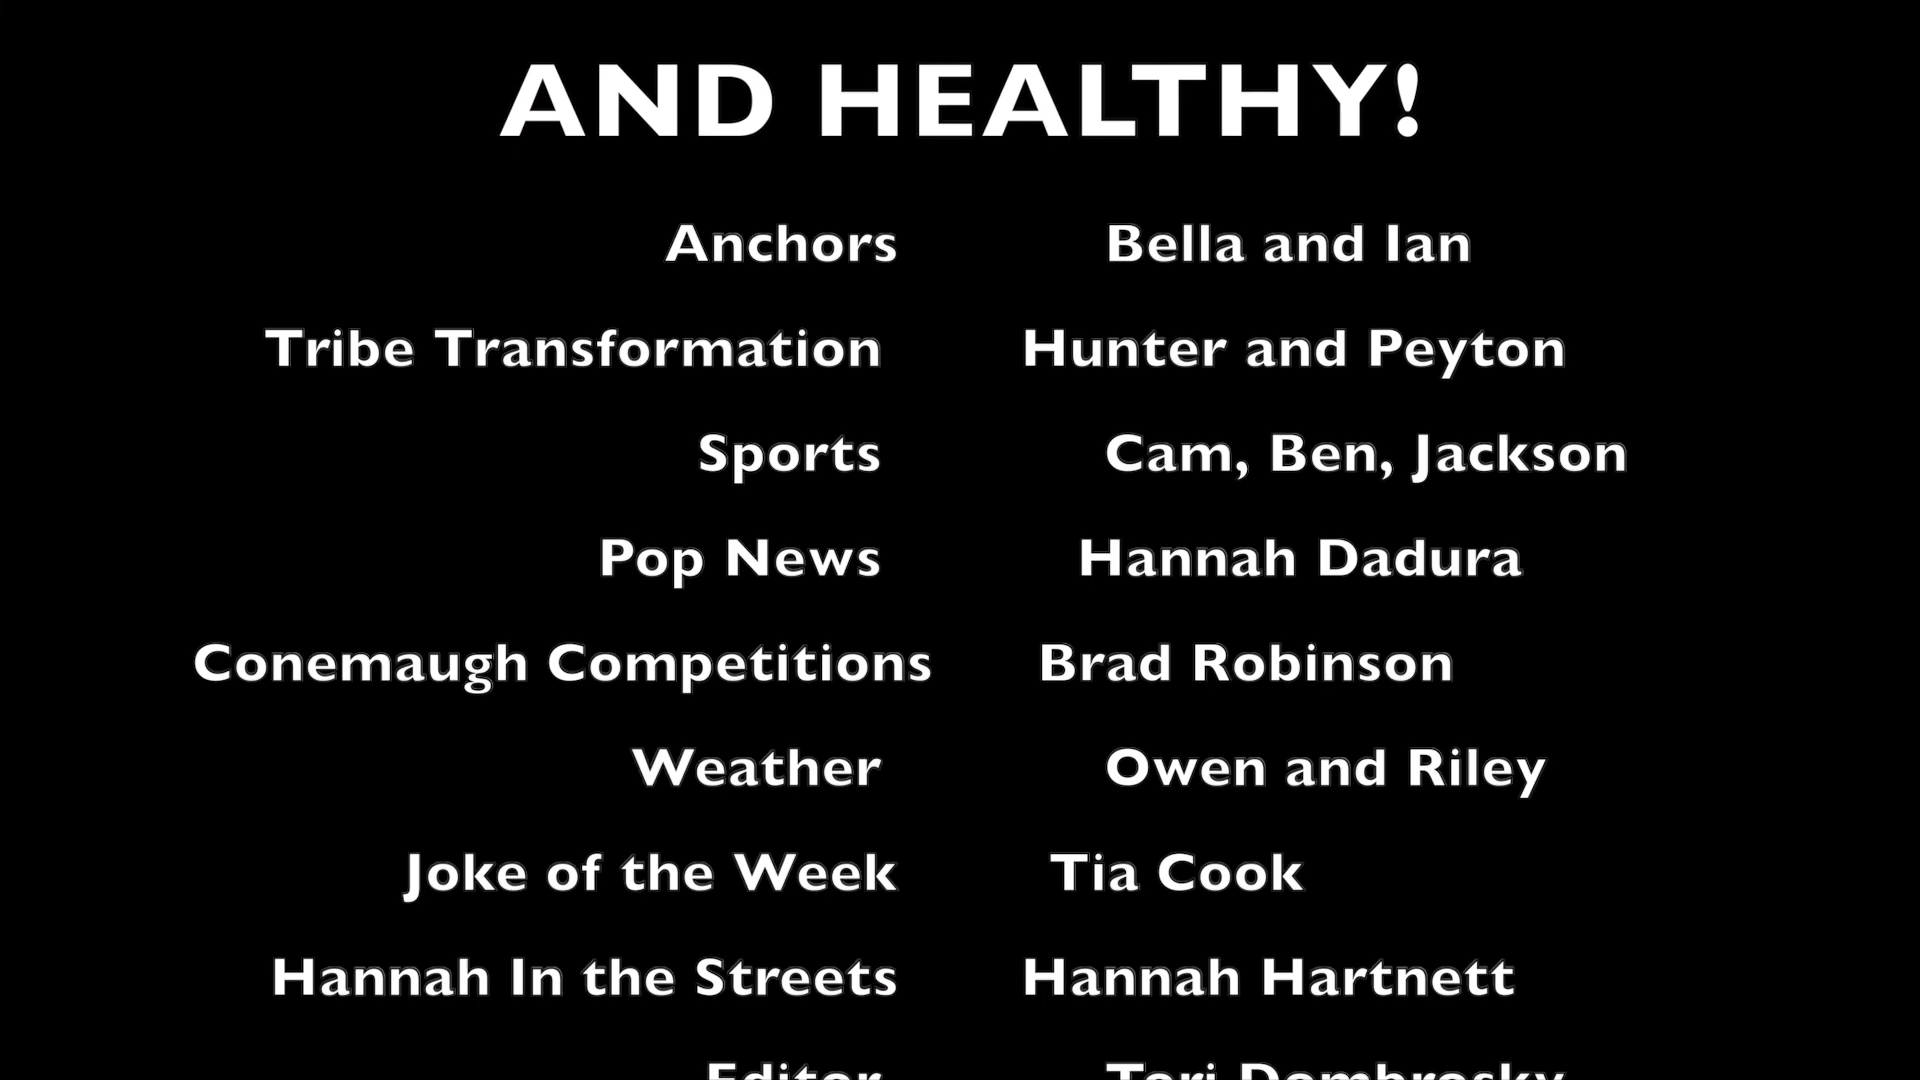 AND HEALTHY!
Anchors Bella and Ian
Tribe Transformation Hunter and Peyton
Sports Cam, Ben, Jackson
Pop News Hannah Dadura
Conemaugh Competitions Brad Robinson
Weather Owen and Riley
Joke of the Week Tia Cook
Hannah In the Streets Hannah Hartnett
Editor Tori Dombrosky